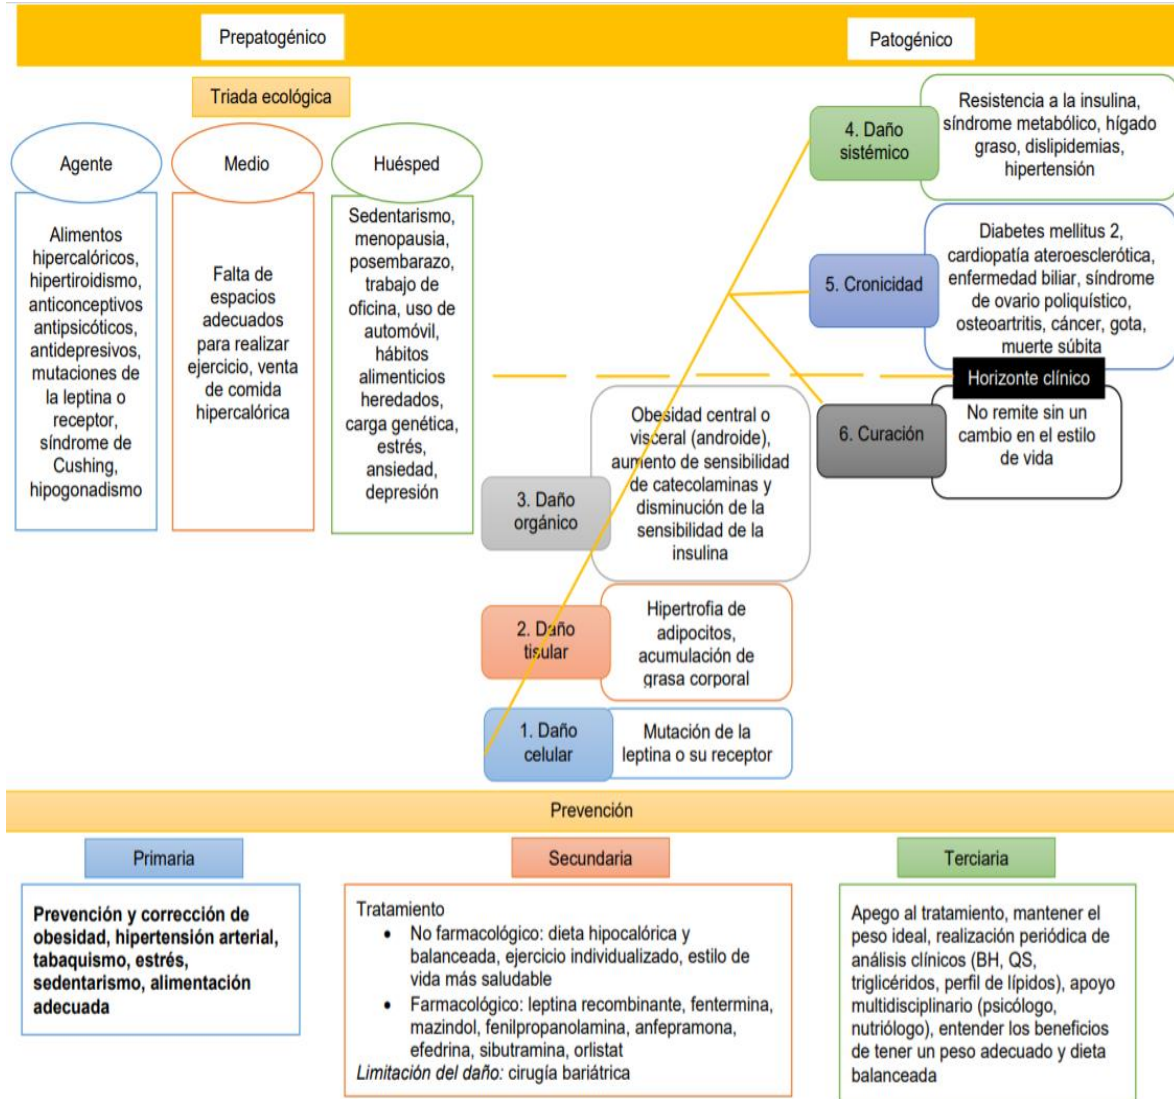 Prepatogénico
Patogénico
Triada ecológica
Agente
Alimentos
hipercalóricos,
hipertiroidismo,
anticonceptivos
antipsicóticos,
antidepresivos,
mutaciones de
la leptina o
receptor,
síndrome de
Cushing,
hipogonadismo
Medio
Falta de
espacios
adecuados
para realizar
ejercicio, venta
de comida
hipercalórica
Huésped
Sedentarismo,
menopausia,
posembarazo,
trabajo de
oficina, uso de
automóvil,
hábitos
alimenticios
heredados,
carga genética,
estrés,
ansiedad,
depresión
4. Daño
sistémico
Resistencia a la insulina,
síndrome metabólico, hígado
graso, dislipidemias,
hipertensión
5. Cronicidad
Diabetes mellitus 2,
cardiopatía ateroesclerótica,
enfermedad biliar, síndrome
de ovario poliquístico,
osteoartritis, cáncer, gota,
muerte súbita
Horizonte clínico
6. Curación
No remite sin un
cambio en el estilo
de vida
3. Daño
orgánico
Obesidad central o
visceral (androide),
aumento de sensibilidad
de catecolaminas y
disminución de la
sensibilidad de la
insulina
2. Daño
tisular
Hipertrofia de
adipocitos,
acumulación de
grasa corporal
1. Daño
celular
Mutación de la
leptina o su receptor
Prevención
Primaria
Prevención y corrección de
obesidad, hipertensión arterial,
tabaquismo, estrés,
sedentarismo, alimentación
adecuada
Secundaria
Tratamiento
• No farmacológico: dieta hipocalórica y
balanceada, ejercicio individualizado, estilo de
vida más saludable
• Farmacológico: leptina recombinante, fentermina,
mazindol, fenilpropanolamina, anfepramona,
efedrina, sibutramina, orlistat
Limitación del daño: cirugía bariátrica
Terciaria
Apego al tratamiento, mantener el
peso ideal, realización periódica de
análisis clínicos (BH, QS,
triglicéridos, perfil de lípidos), apoyo
multidisciplinario (psicólogo,
nutriólogo), entender los beneficios
de tener un peso adecuado y dieta
balanceada